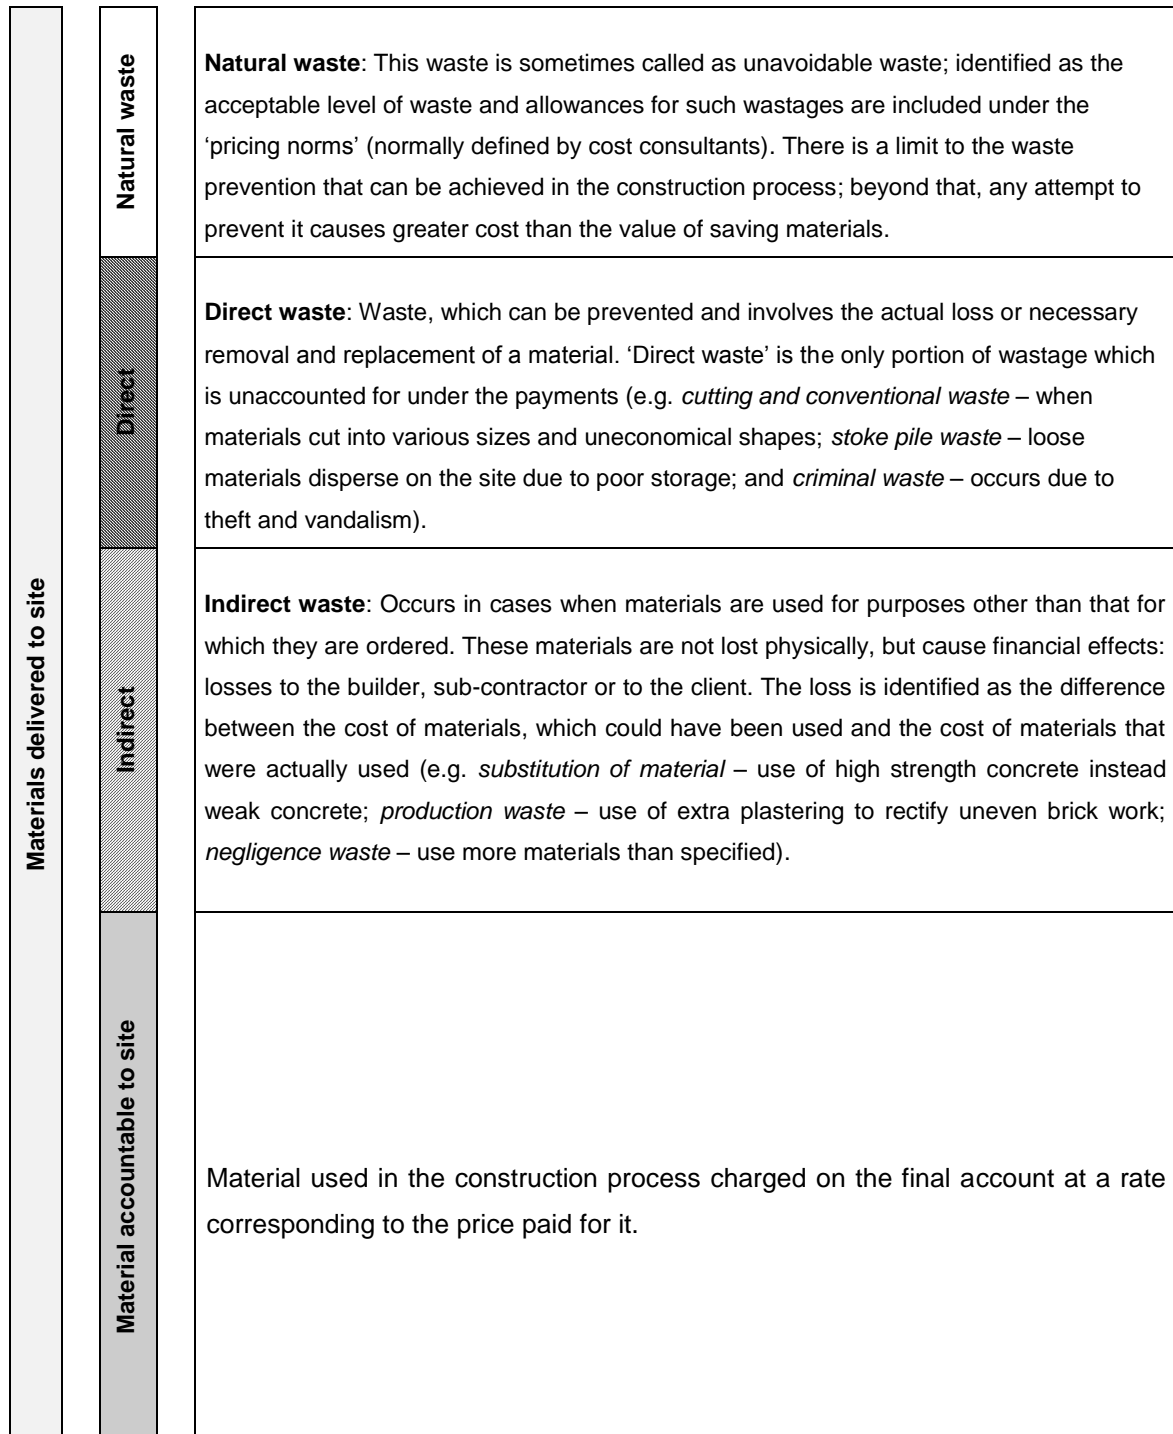 Materials delivered to site
Natural waste
Natural waste: This waste is sometimes called as unavoidable waste; identified as the
acceptable level of waste and allowances for such wastages are included under the
‘pricing norms’ (normally defined by cost consultants). There is a limit to the waste
prevention that can be achieved in the construction process; beyond that, any attempt to
prevent it causes greater cost than the value of saving materials.
Direct
Direct waste: Waste, which can be prevented and involves the actual loss or necessary
removal and replacement of a material. ‘Direct waste’ is the only portion of wastage which
is unaccounted for under the payments (e.g. cutting and conventional waste – when
materials cut into various sizes and uneconomical shapes; stoke pile waste – loose
materials disperse on the site due to poor storage; and criminal waste – occurs due to
theft and vandalism).
Indirect
Indirect waste: Occurs in cases when materials are used for purposes other than that for
which they are ordered. These materials are not lost physically, but cause financial effects:
losses to the builder, sub-contractor or to the client. The loss is identified as the difference
between the cost of materials, which could have been used and the cost of materials that
were actually used (e.g. substitution of material – use of high strength concrete instead
weak concrete; production waste – use of extra plastering to rectify uneven brick work;
negligence waste – use more materials than specified).
Material accountable to site
Material used in the construction process charged on the final account at a rate
corresponding to the price paid for it.